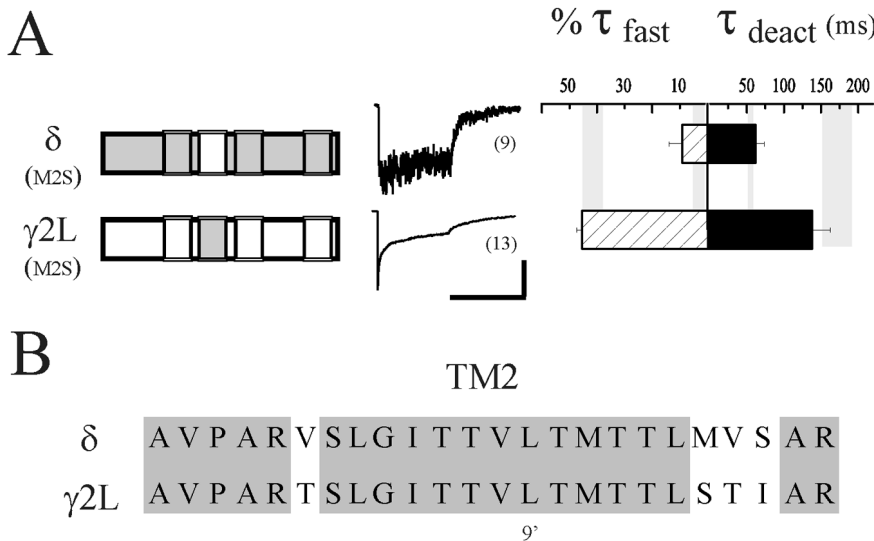 A
% τ fast τ deact (ms)
50 30 10 50 100 150 200
δ
(M2S)
(9)
γ2L
(M2S)
(13)
B
TM2
δ A V P A R V S L G I T T V L T M T T L M V S A R
γ2L A V P A R T S L G I T T V L T M T T L S T I A R
9’